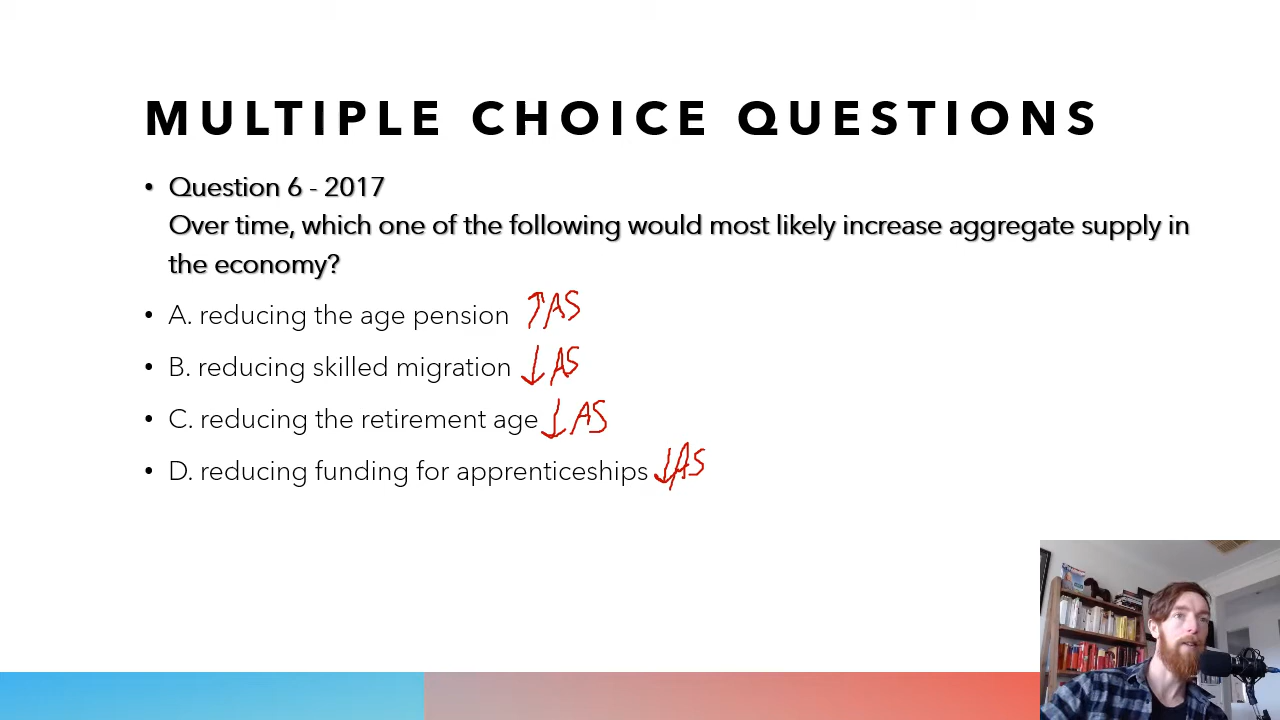 MULTIPLE CHOICE QUESTIONS
• Question 6 - 2017
Over time, which one of the following would most likely increase aggregate supply in
the economy?
• A. reducing the age pension ↑AS
• B. reducing skilled migration ↓AS
• C. reducing the retirement age ↓AS
• D. reducing funding for apprenticeships ↓AS